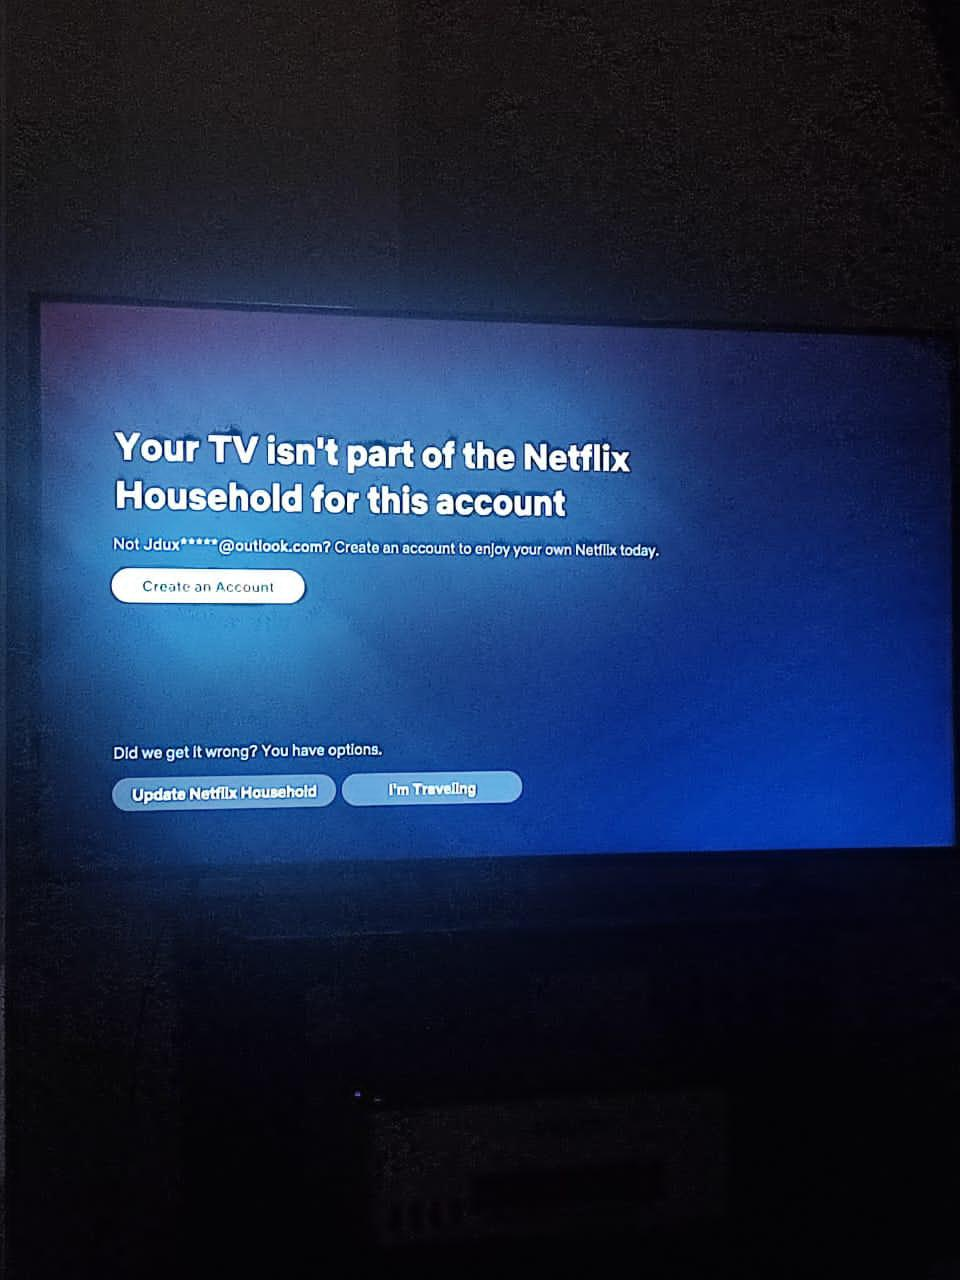 Your TV isn't part of the Netflix
Household for this account
Not Jdux*****@outlook.com? Create an account to enjoy your own Netflix today.
Create an Account
Did we get it wrong? You have options.
Update Netflix Household
I'm Traveling